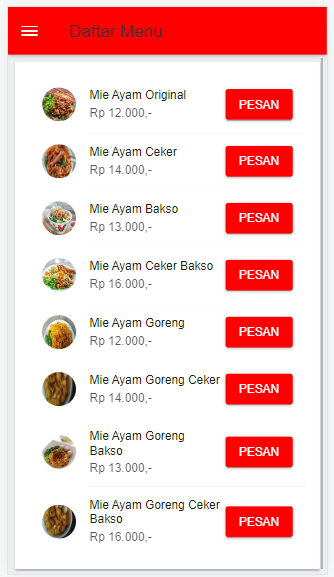 Daftar Menu
Mie Ayam Original
Rp 12.000,-
PESAN
Mie Ayam Ceker
Rp 14.000,-
PESAN
Mie Ayam Bakso
Rp 13.000,-
PESAN
Mie Ayam Ceker Bakso
Rp 16.000,-
PESAN
Mie Ayam Goreng
Rp 12.000,-
PESAN
Mie Ayam Goreng Ceker
Rp 14.000,-
PESAN
Mie Ayam Goreng
Bakso
Rp 13.000,-
PESAN
Mie Ayam Goreng Ceker
Bakso
Rp 16.000,-
PESAN